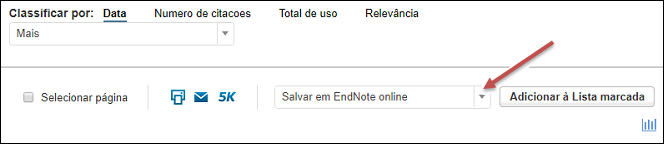 Classificar por: Data Numero de citacoes Total de uso Relevância
Mais
Selecionar página 5K Salvar em EndNote online Adicionar à Lista marcada